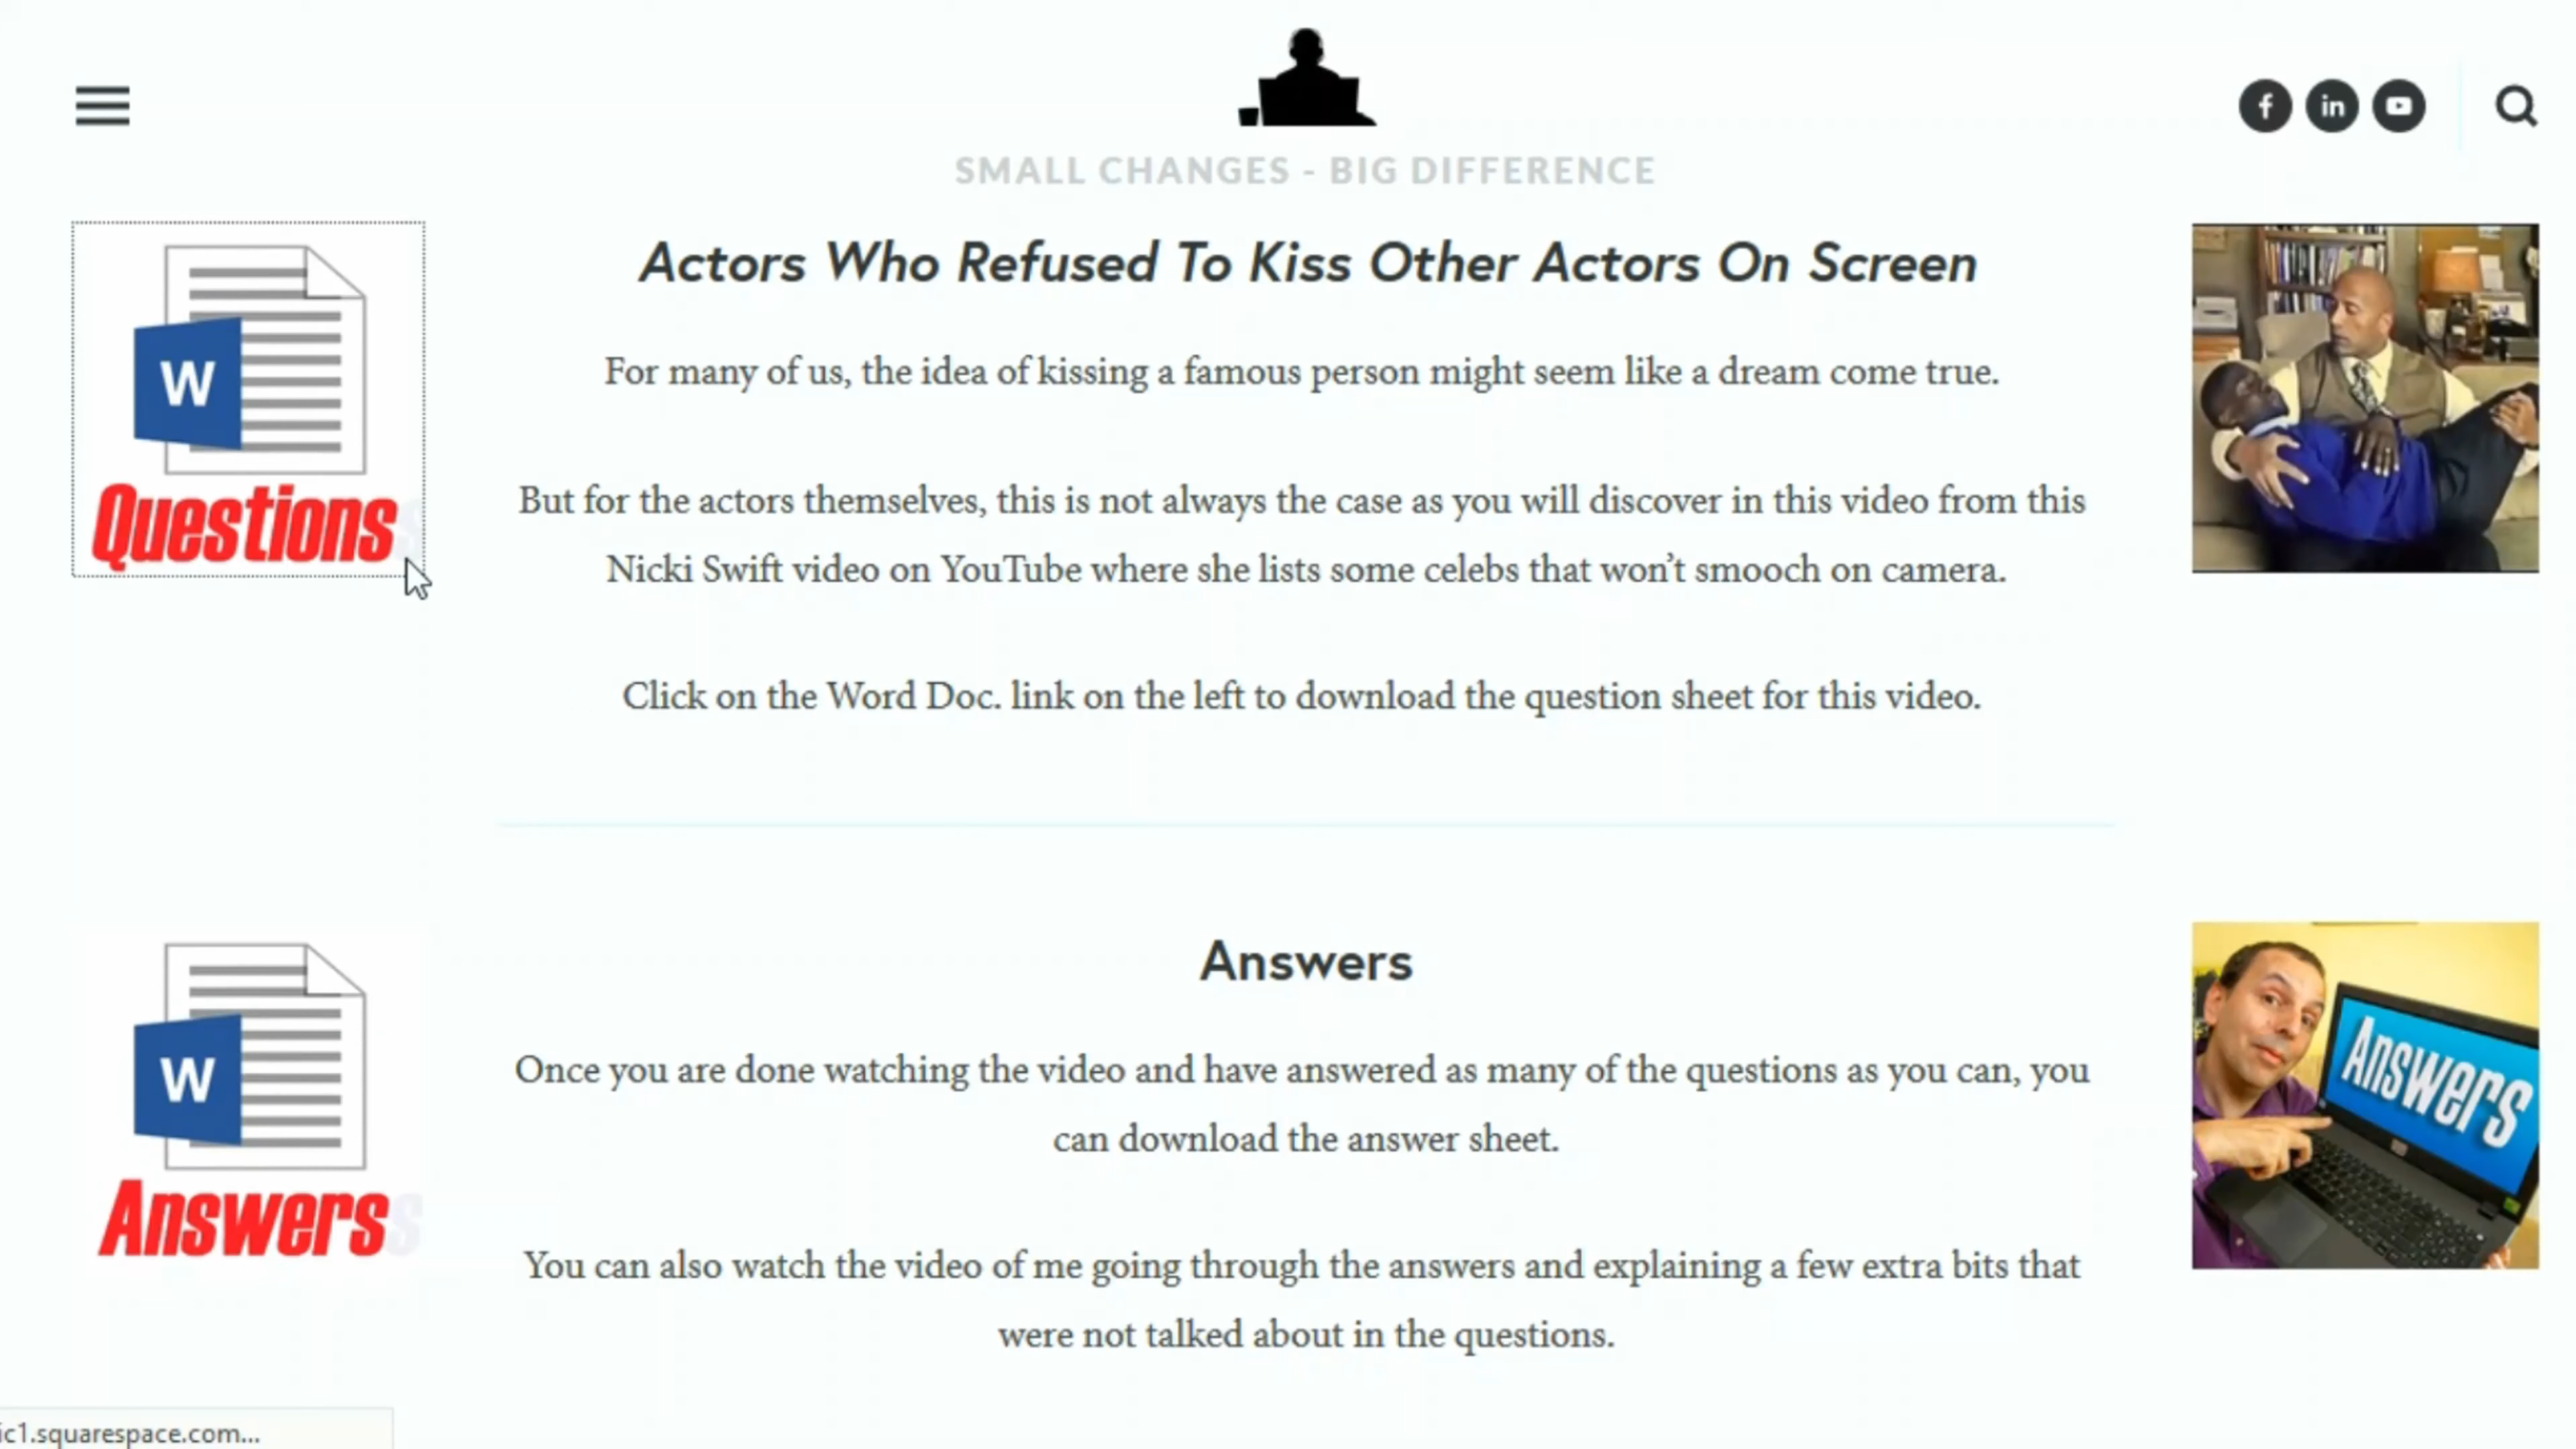 SMALL CHANGES - BIG DIFFERENCE
Actors Who Refused To Kiss Other Actors On Screen
For many of us, the idea of kissing a famous person might seem like a dream come true.
But for the actors themselves, this is not always the case as you will discover in this video from this
Nicki Swift video on YouTube where she lists some celebs that won’t smooch on camera.
Click on the Word Doc. link on the left to download the question sheet for this video.
W
Questions
Answers
Once you are done watching the video and have answered as many of the questions as you can, you
can download the answer sheet.
You can also watch the video of me going through the answers and explaining a few extra bits that
were not talked about in the questions.
W
Answers
Answers
ic1.squarespace.com...